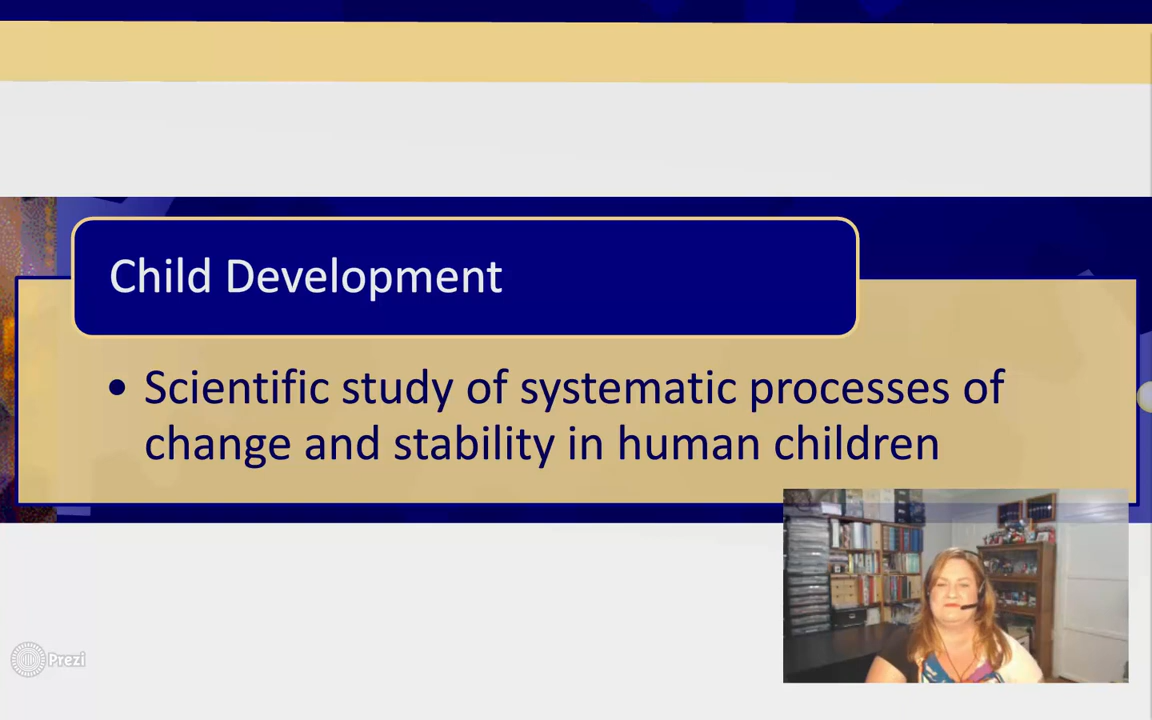 Child Development
• Scientific study of systematic processes of
change and stability in human children
Prezi